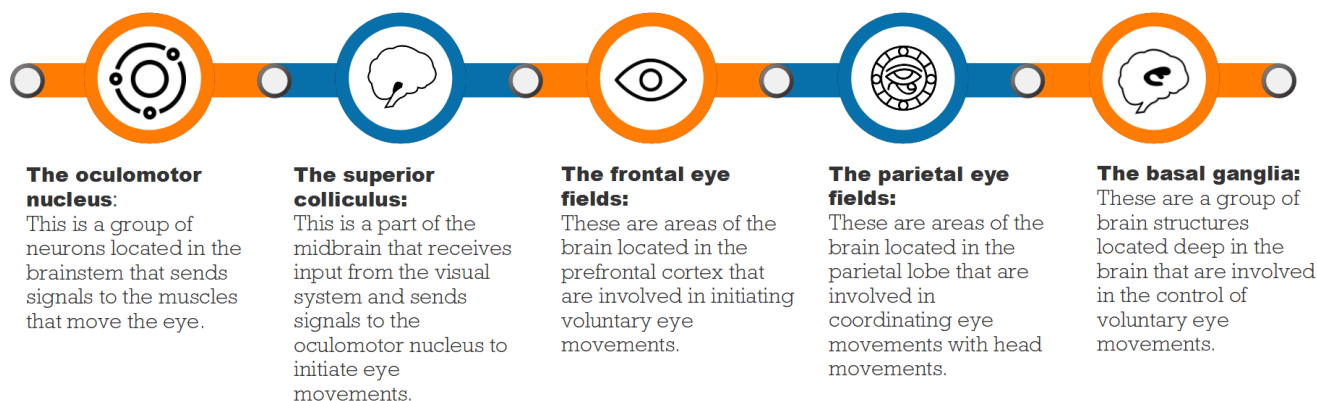 The oculomotor
nucleus:
This is a group of
neurons located in the
brainstem that sends
signals to the muscles
that move the eye.
The superior
colliculus:
This is a part of the
midbrain that receives
input from the visual
system and sends
signals to the
oculomotor nucleus to
initiate eye
movements.
The frontal eye
fields:
These are areas of the
brain located in the
prefrontal cortex that
are involved in initiating
voluntary eye
movements.
The parietal eye
fields:
These are areas of the
brain located in the
parietal lobe that are
involved in
coordinating eye
movements with head
movements.
The basal ganglia:
These are a group of
brain structures
located deep in the
brain that are involved
in the control of
voluntary eye
movements.